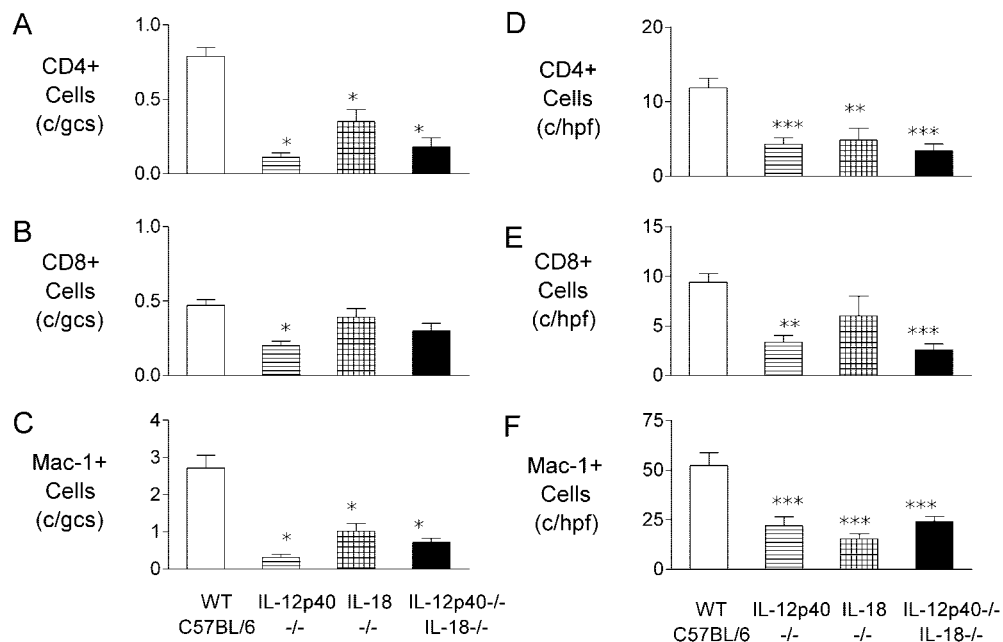 A
CD4+
Cells
(c/gcs)
1.0
0.5
0.0
*
*
*
B
CD8+
Cells
(c/gcs)
1.0
0.5
0.0
*
C
Mac-1+
Cells
(c/gcs)
4
3
2
1
0
*
*
*
WT IL-12p40 IL-18 IL-12p40-/-
C57BL/6 -/- -/- IL-18-/-
D
CD4+
Cells
(c/hpf)
20
10
0
***
**
***
E
CD8+
Cells
(c/hpf)
15
10
5
0
**
***
F
Mac-1+
Cells
(c/hpf)
75
50
25
0
***
***
***
WT IL-12p40 IL-18 IL-12p40-/-
C57BL/6 -/- -/- IL-18-/-